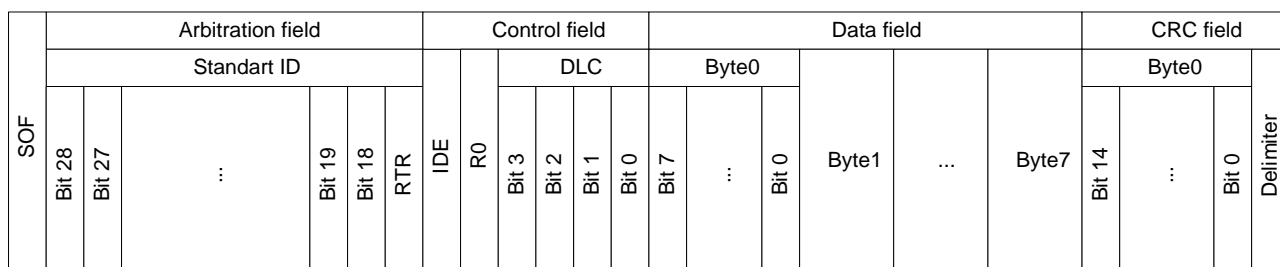 Arbitration field Control field Data field CRC field
Standart ID DLC Byte0 Byte0
SOF Bit 28 Bit 27 ... Bit 19 Bit 18 RTR IDE R0 Bit 3 Bit 2 Bit 1 Bit 0 Bit 7 ... Bit 0 Byte1 ... Byte7 Bit 14 ... Bit 0 Delimiter